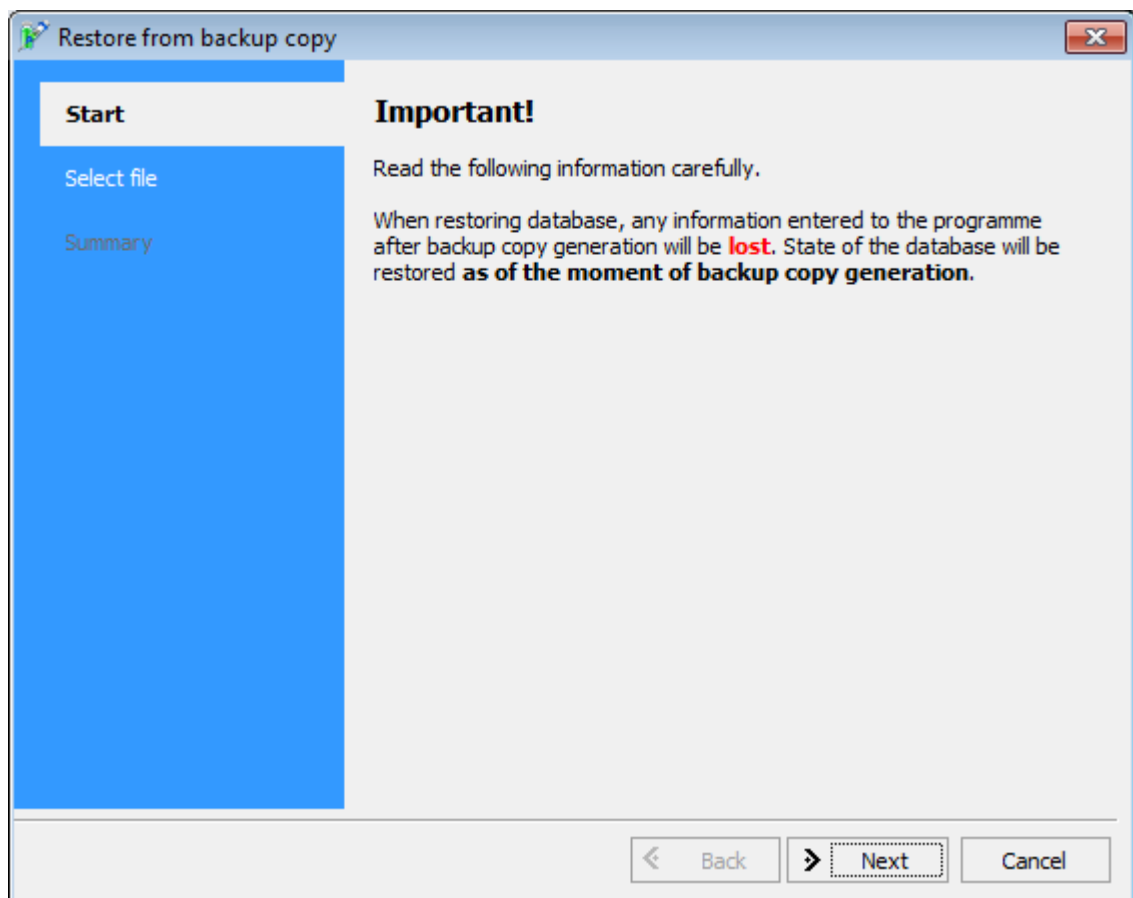 Restore from backup copy
Start
Select file
Summary
Important!
Read the following information carefully.
When restoring database, any information entered to the programme
after backup copy generation will be lost. State of the database will be
restored as of the moment of backup copy generation.
Back
Next
Cancel